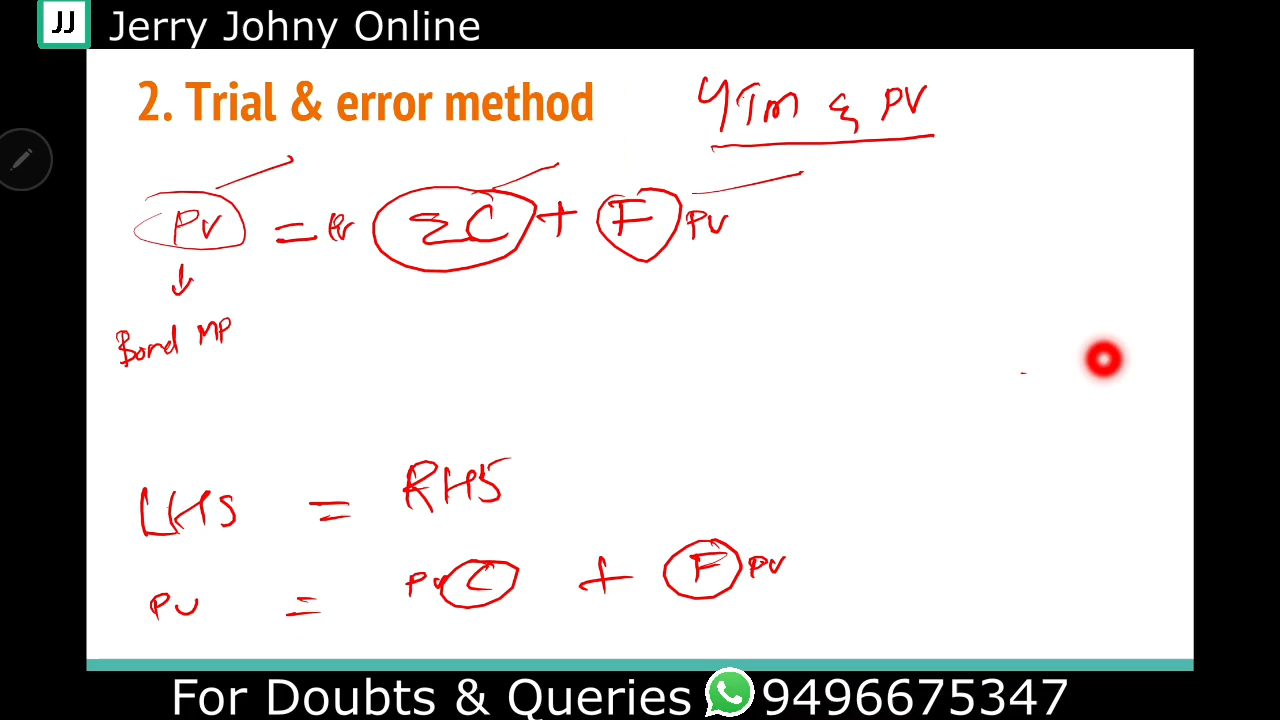 JJ Jerry Johny Online
2. Trial & error method
YTM & PV
PV = PV ΣC + F PV
Bond MP
LHS = RHS
PV = PV C + F PV
For Doubts & Queries 9496675347